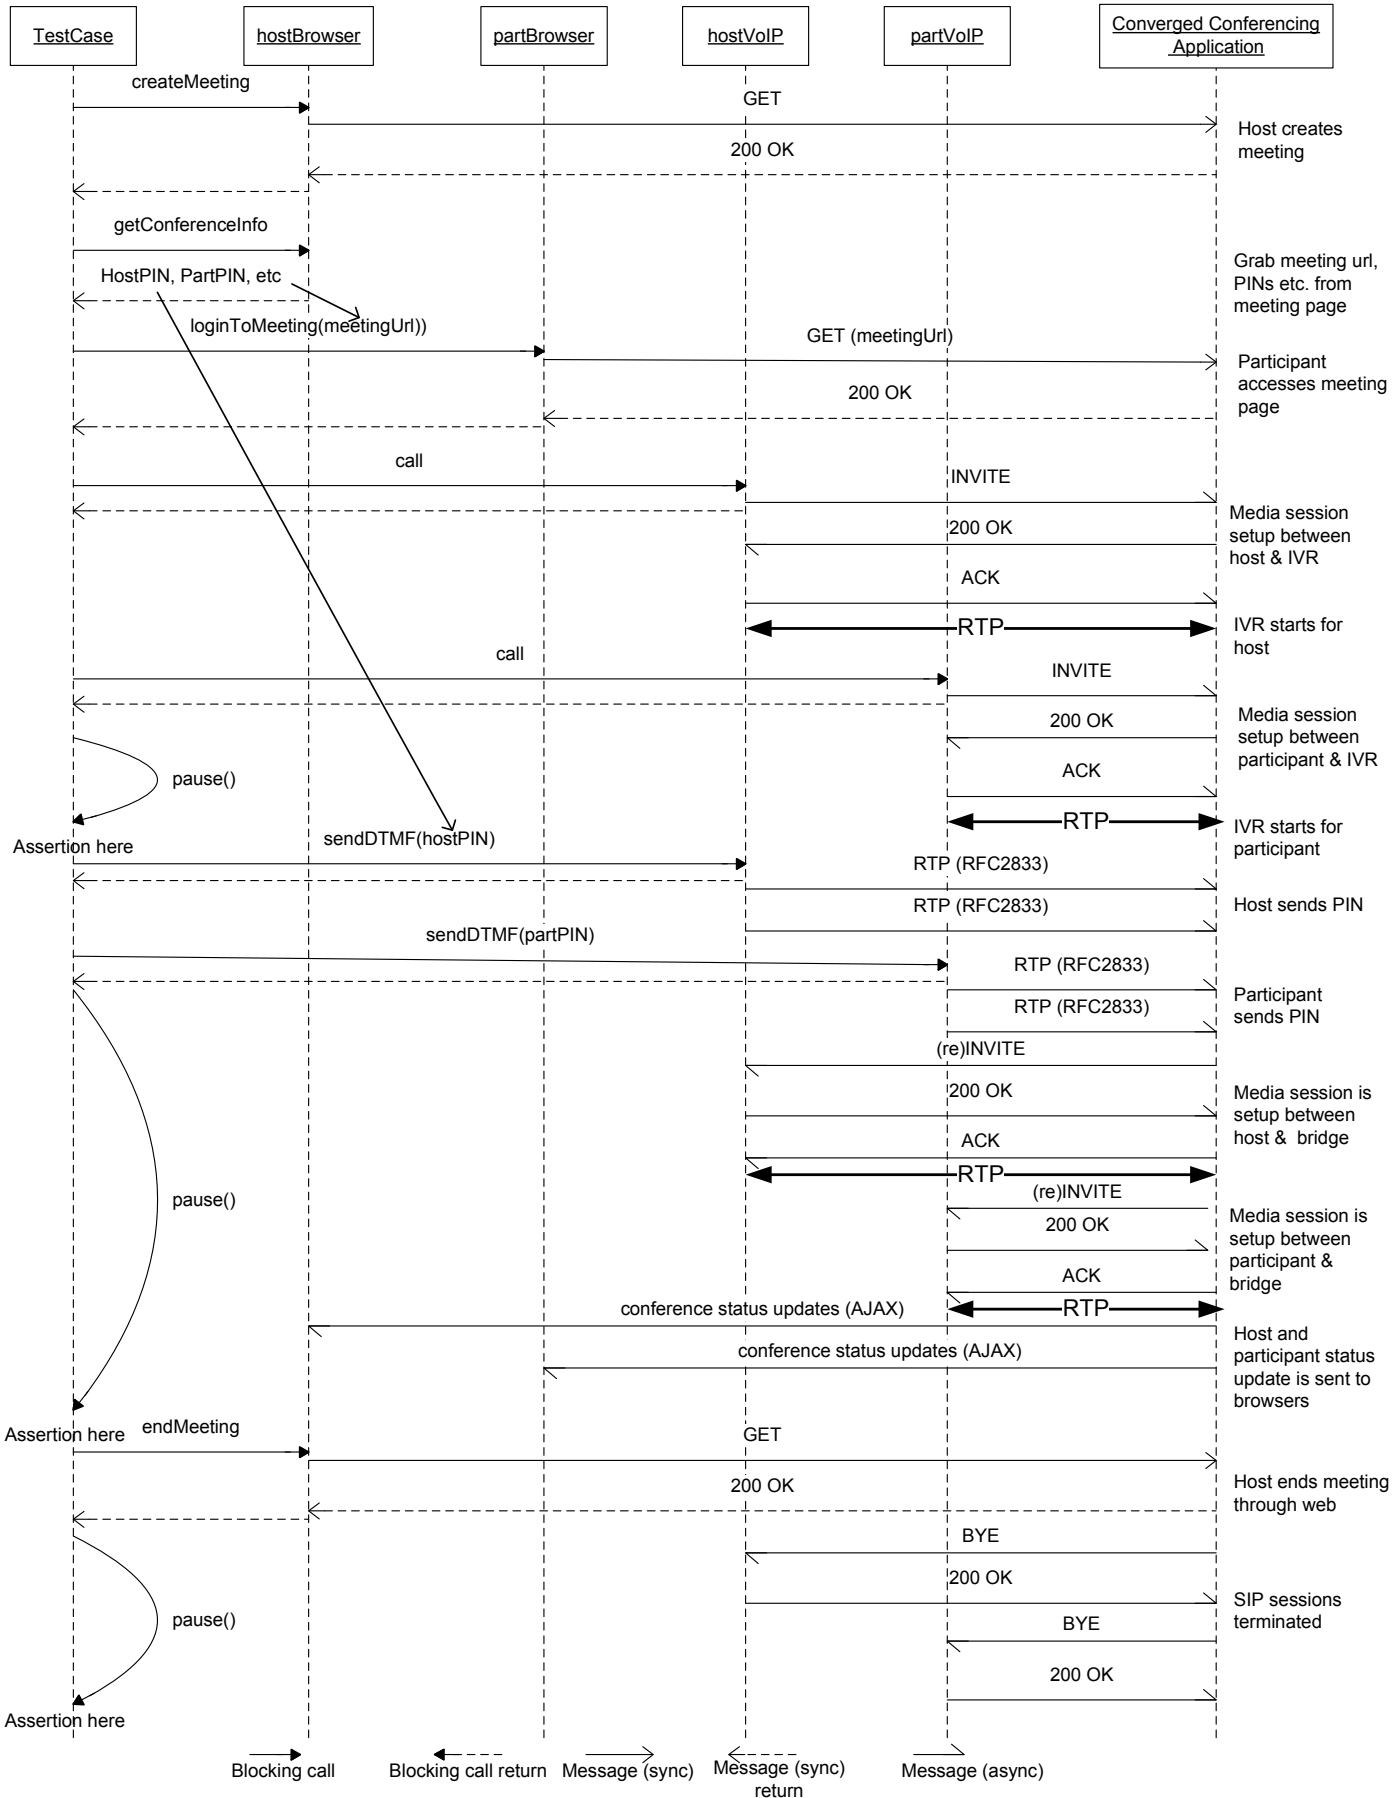 TestCase
hostBrowser
partBrowser
hostVoIP
partVoIP
Converged Conferencing
Application
createMeeting
GET
Host creates
meeting
200 OK
getConferenceInfo
HostPIN, PartPIN, etc
Grab meeting url,
PINs etc. from
meeting page
loginToMeeting(meetingUrl))
GET (meetingUrl)
Participant
accesses meeting
page
200 OK
call
INVITE
Media session
setup between
host & IVR
200 OK
ACK
RTP
IVR starts for
host
call
INVITE
200 OK
Media session
setup between
participant & IVR
pause()
ACK
RTP
IVR starts for
participant
Assertion here
sendDTMF(hostPIN)
RTP (RFC2833)
RTP (RFC2833)
Host sends PIN
sendDTMF(partPIN)
RTP (RFC2833)
RTP (RFC2833)
Participant
sends PIN
(re)INVITE
200 OK
Media session is
setup between
host & bridge
ACK
RTP
pause()
(re)INVITE
200 OK
Media session is
setup between
participant &
bridge
ACK
RTP
conference status updates (AJAX)
conference status updates (AJAX)
Host and
participant status
update is sent to
browsers
Assertion here
endMeeting
GET
200 OK
Host ends meeting
through web
BYE
200 OK
pause()
SIP sessions
terminated
BYE
200 OK
Assertion here
Blocking call
Blocking call return
Message (sync)
Message (sync)
return
Message (async)